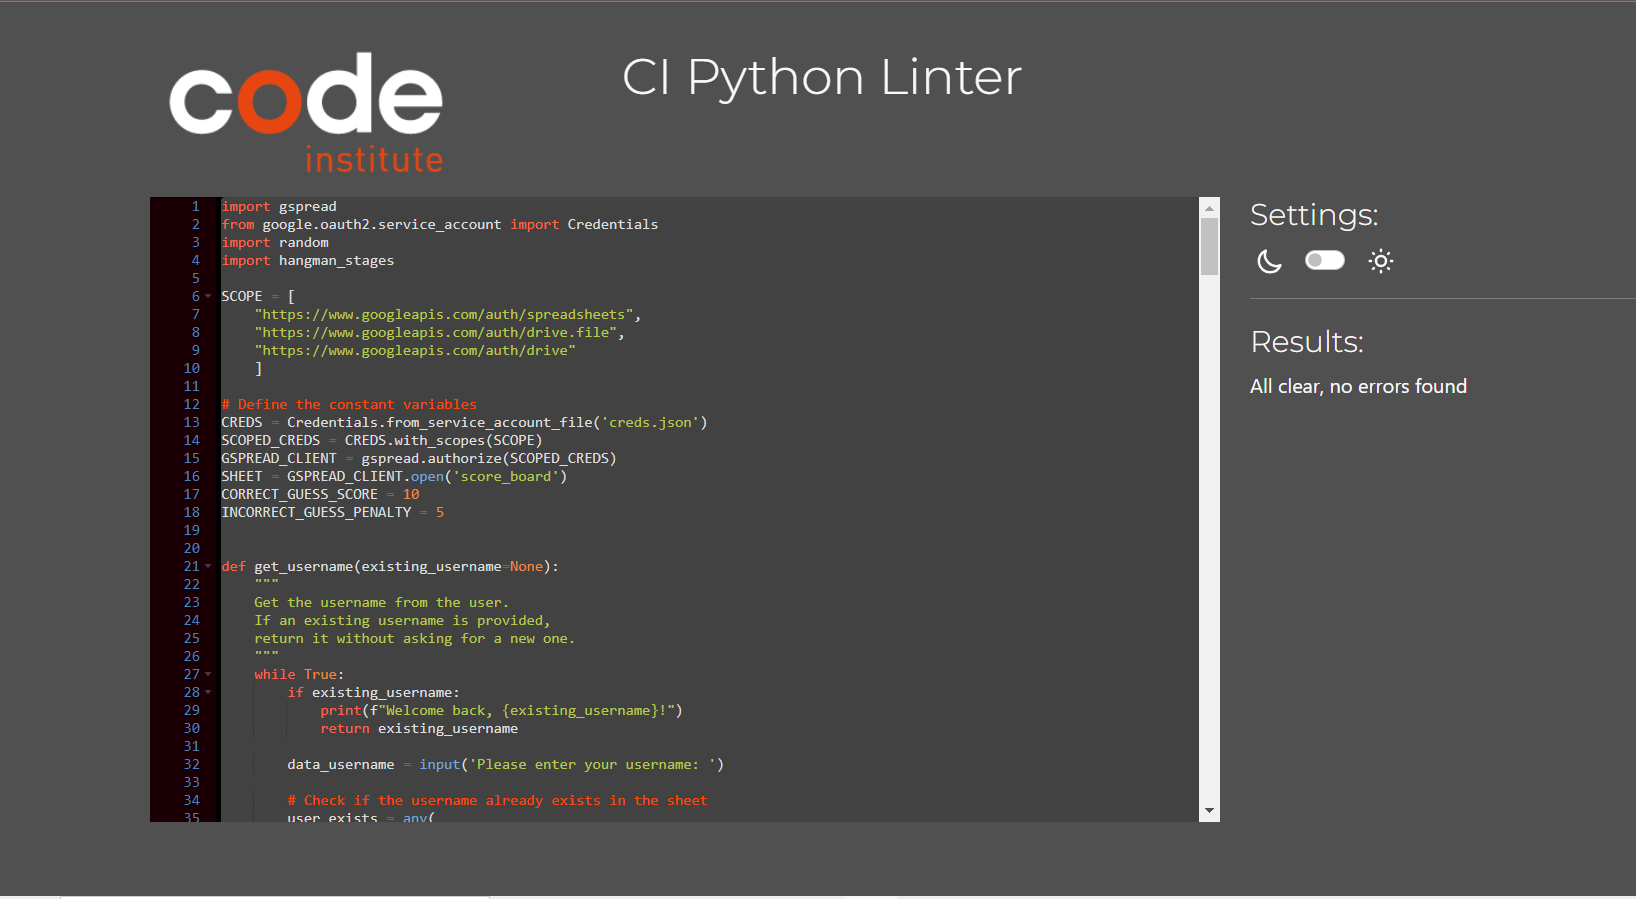 code
institute
CI Python Linter
1 import gspread
2 from google.oauth2.service_account import Credentials
3 import random
4 import hangman_stages
5
6 SCOPE = [
7     "https://www.googleapis.com/auth/spreadsheets",
8     "https://www.googleapis.com/auth/drive.file",
9     "https://www.googleapis.com/auth/drive"
10     ]
11
12 # Define the constant variables
13 CREDS = Credentials.from_service_account_file('creds.json')
14 SCOPED_CREDS = CREDS.with_scopes(SCOPE)
15 GSPREAD_CLIENT = gspread.authorize(SCOPED_CREDS)
16 SHEET = GSPREAD_CLIENT.open('score_board')
17 CORRECT_GUESS_SCORE = 10
18 INCORRECT_GUESS_PENALTY = 5
19
20
21 def get_username(existing_username=None):
22     """
23     Get the username from the user.
24     If an existing username is provided,
25     return it without asking for a new one.
26     """
27     while True:
28         if existing_username:
29             print(f"Welcome back, {existing_username}!")
30             return existing_username
31
32         data_username = input('Please enter your username: ')
33
34         # Check if the username already exists in the sheet
35         user_exists = any(
Settings:
Results:
All clear, no errors found